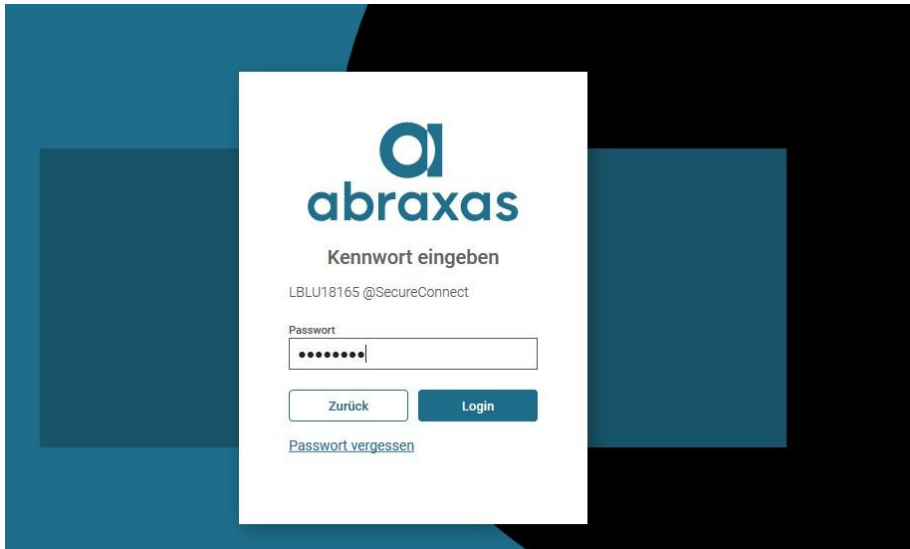 abraxas
Kennwort eingeben
LBLU18165 @SecureConnect
Passwort
••••••••
Zurück
Login
Passwort vergessen